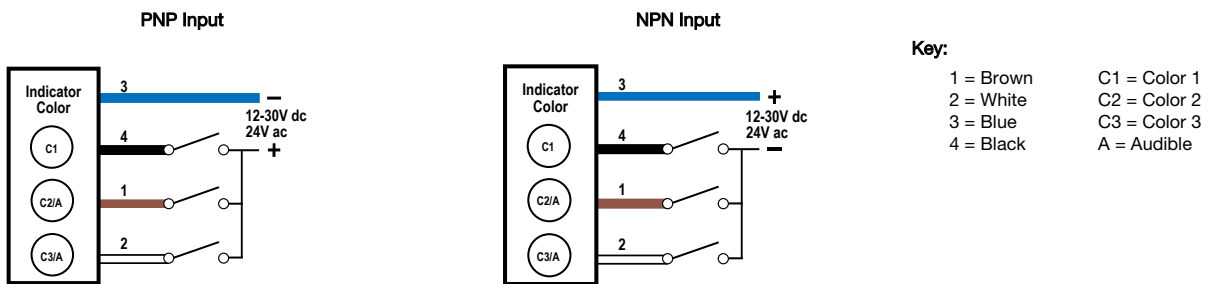 PNP Input
Indicator
Color
3
12-30V dc
24V ac
C1
4
C2/A
1
C3/A
2
NPN Input
Indicator
Color
3
12-30V dc
24V ac
C1
4
C2/A
1
C3/A
2
Key:
1 = Brown
2 = White
3 = Blue
4 = Black
C1 = Color 1
C2 = Color 2
C3 = Color 3
A = Audible